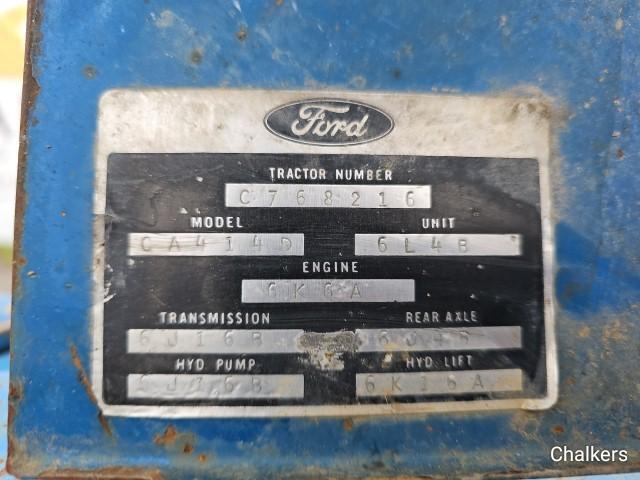 Ford
TRACTOR NUMBER
C768216
MODEL UNIT
CA414D 6L4B
ENGINE
6K6A
TRANSMISSION REAR AXLE
6J16B
HYD PUMP HYD LIFT
6K16A
Chalkers